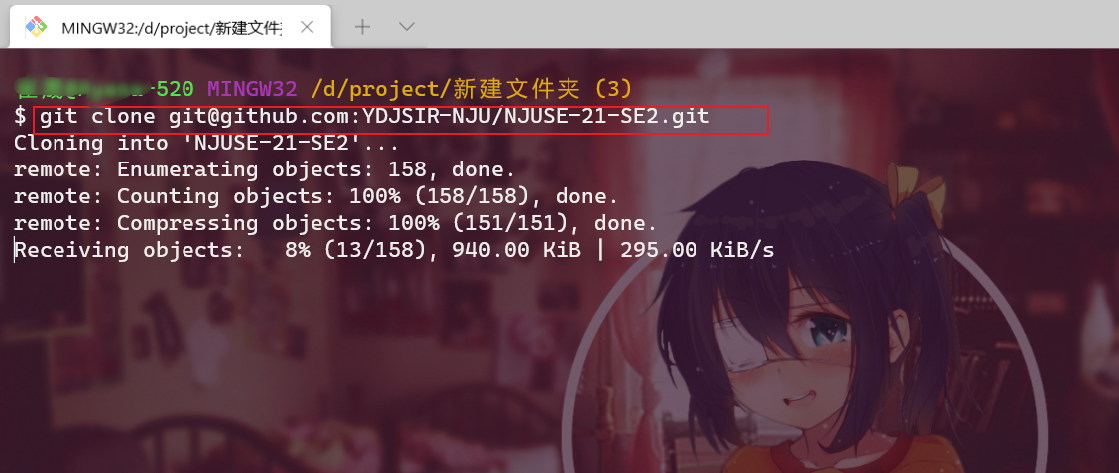 MINGW32:/d/project/新建文件
-520 MINGW32 /d/project/新建文件夹 (3)
$ git clone git@github.com:YDJSIR-NJU/NJUSE-21-SE2.git
Cloning into 'NJUSE-21-SE2'...
remote: Enumerating objects: 158, done.
remote: Counting objects: 100% (158/158), done.
remote: Compressing objects: 100% (151/151), done.
Receiving objects:   8% (13/158), 940.00 KiB | 295.00 KiB/s